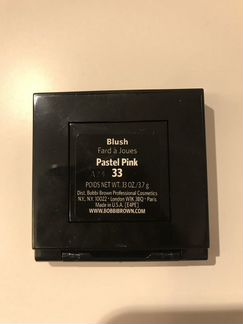 Blush
Fard à Joues
Pastel Pink
33
POIDS NET WT. .13 OZ./3.7 g
Dist. Bobbi Brown Professional Cosmetics
N.Y., N.Y. 10022 · London W1K 3BQ · Paris
Made in U.S.A. [E4PE]
WWW.BOBBIBROWN.COM